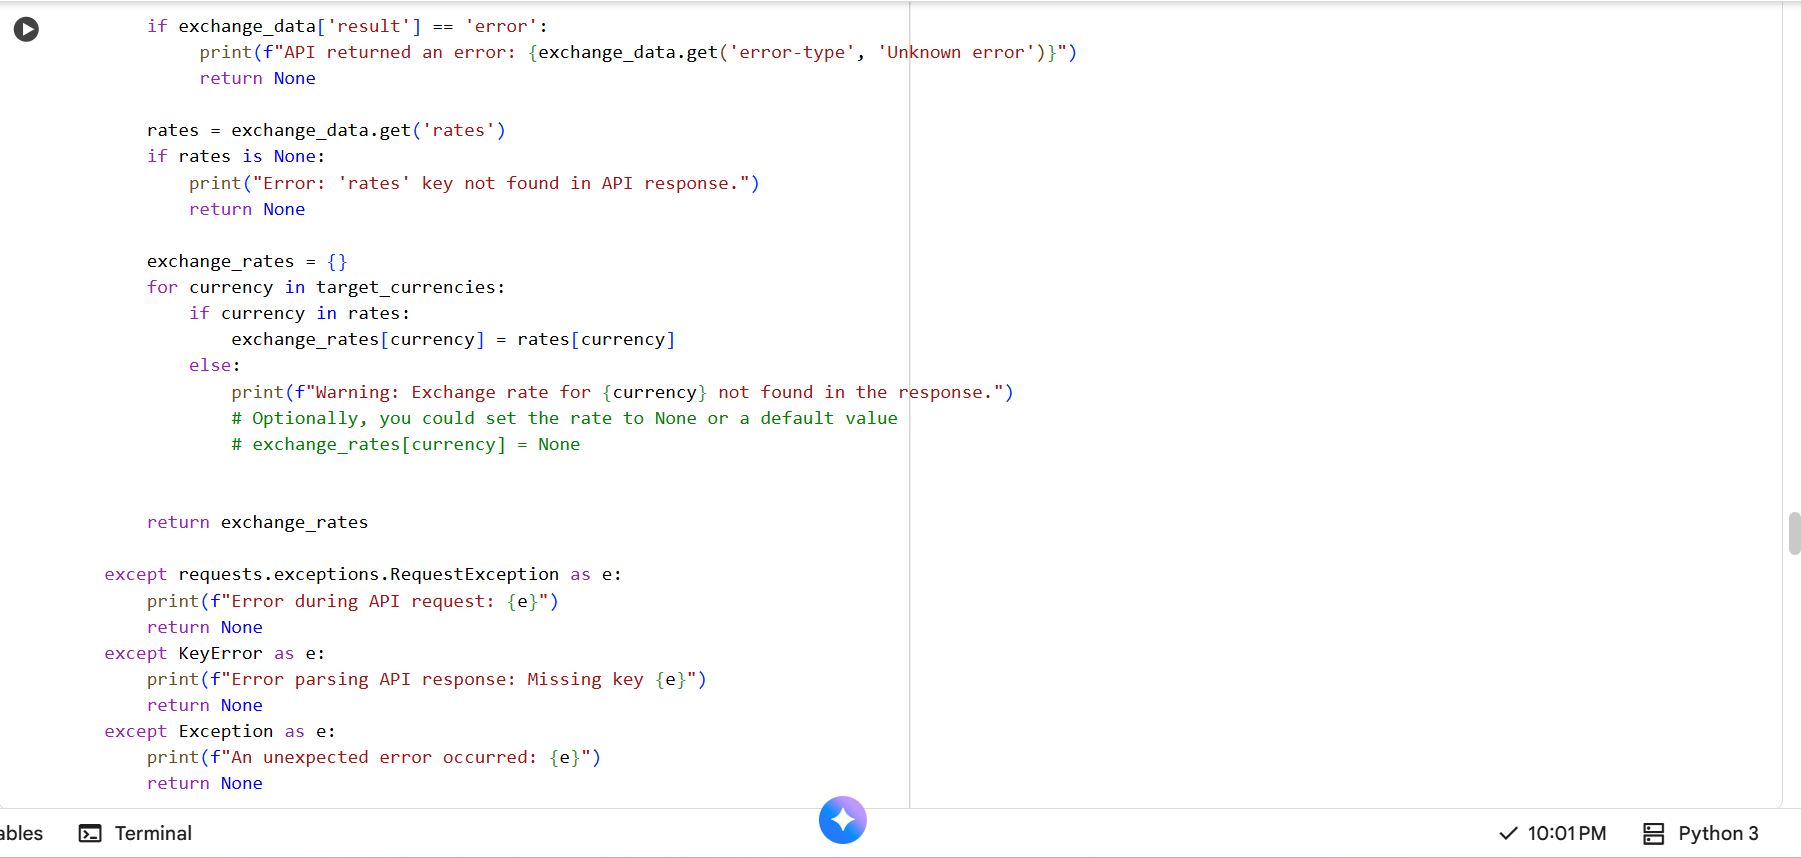 if exchange_data['result'] == 'error':
print(f"API returned an error: {exchange_data.get('error-type', 'Unknown error')}")
return None
rates = exchange_data.get('rates')
if rates is None:
print("Error: 'rates' key not found in API response.")
return None
exchange_rates = {}
for currency in target_currencies:
if currency in rates:
exchange_rates[currency] = rates[currency]
else:
print(f"Warning: Exchange rate for {currency} not found in the response.")
# Optionally, you could set the rate to None or a default value
# exchange_rates[currency] = None
return exchange_rates
except requests.exceptions.RequestException as e:
print(f"Error during API request: {e}")
return None
except KeyError as e:
print(f"Error parsing API response: Missing key {e}")
return None
except Exception as e:
print(f"An unexpected error occurred: {e}")
return None
ables Terminal 10:01 PM Python 3